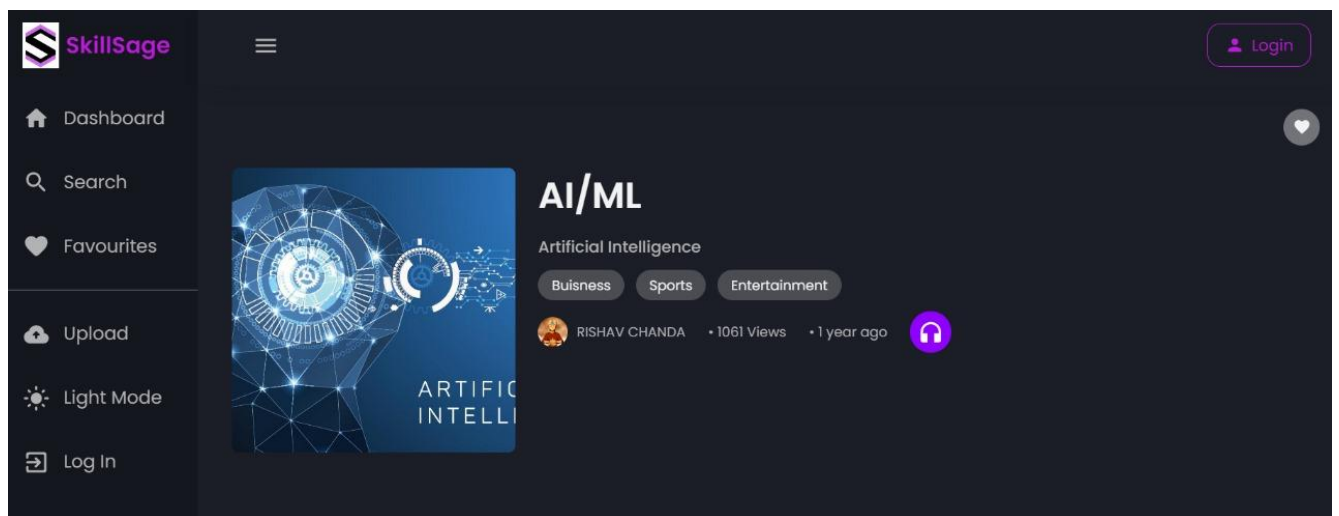 SkillSage
Login
Dashboard
Search
Favourites
Upload
Light Mode
Log In
AI/ML
Artificial Intelligence
Buisness Sports Entertainment
RISHAV CHANDA • 1061 Views • 1 year ago
ARTIFIC
INTELLI